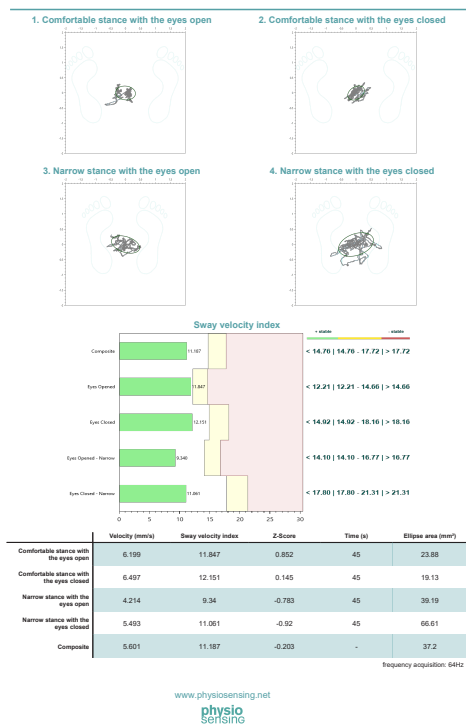 1. Comfortable stance with the eyes open
2. Comfortable stance with the eyes closed
3. Narrow stance with the eyes open
4. Narrow stance with the eyes closed
Sway velocity index
+ stable
- stable
Composite
11.187
< 14.76 | 14.76 - 17.72 | > 17.72
Eyes Opened
11.847
< 12.21 | 12.21 - 14.66 | > 14.66
Eyes Closed
12.151
< 14.92 | 14.92 - 18.16 | > 18.16
Eyes Opened - Narrow
9.340
< 14.10 | 14.10 - 16.77 | > 16.77
Eyes Closed - Narrow
11.061
< 17.80 | 17.80 - 21.31 | > 21.31
0 5 10 15 20 25 30
Velocity (mm/s) Sway velocity index Z-Score Time (s) Ellipse area (mm²)
Comfortable stance with
the eyes open 6.199 11.847 0.852 45 23.88
Comfortable stance with
the eyes closed 6.497 12.151 0.145 45 19.13
Narrow stance with the
eyes open 4.214 9.34 -0.783 45 39.19
Narrow stance with the
eyes closed 5.493 11.061 -0.92 45 66.61
Composite 5.601 11.187 -0.203 - 37.2
frequency acquisition: 64Hz
www.physiosensing.net
physio
sensing